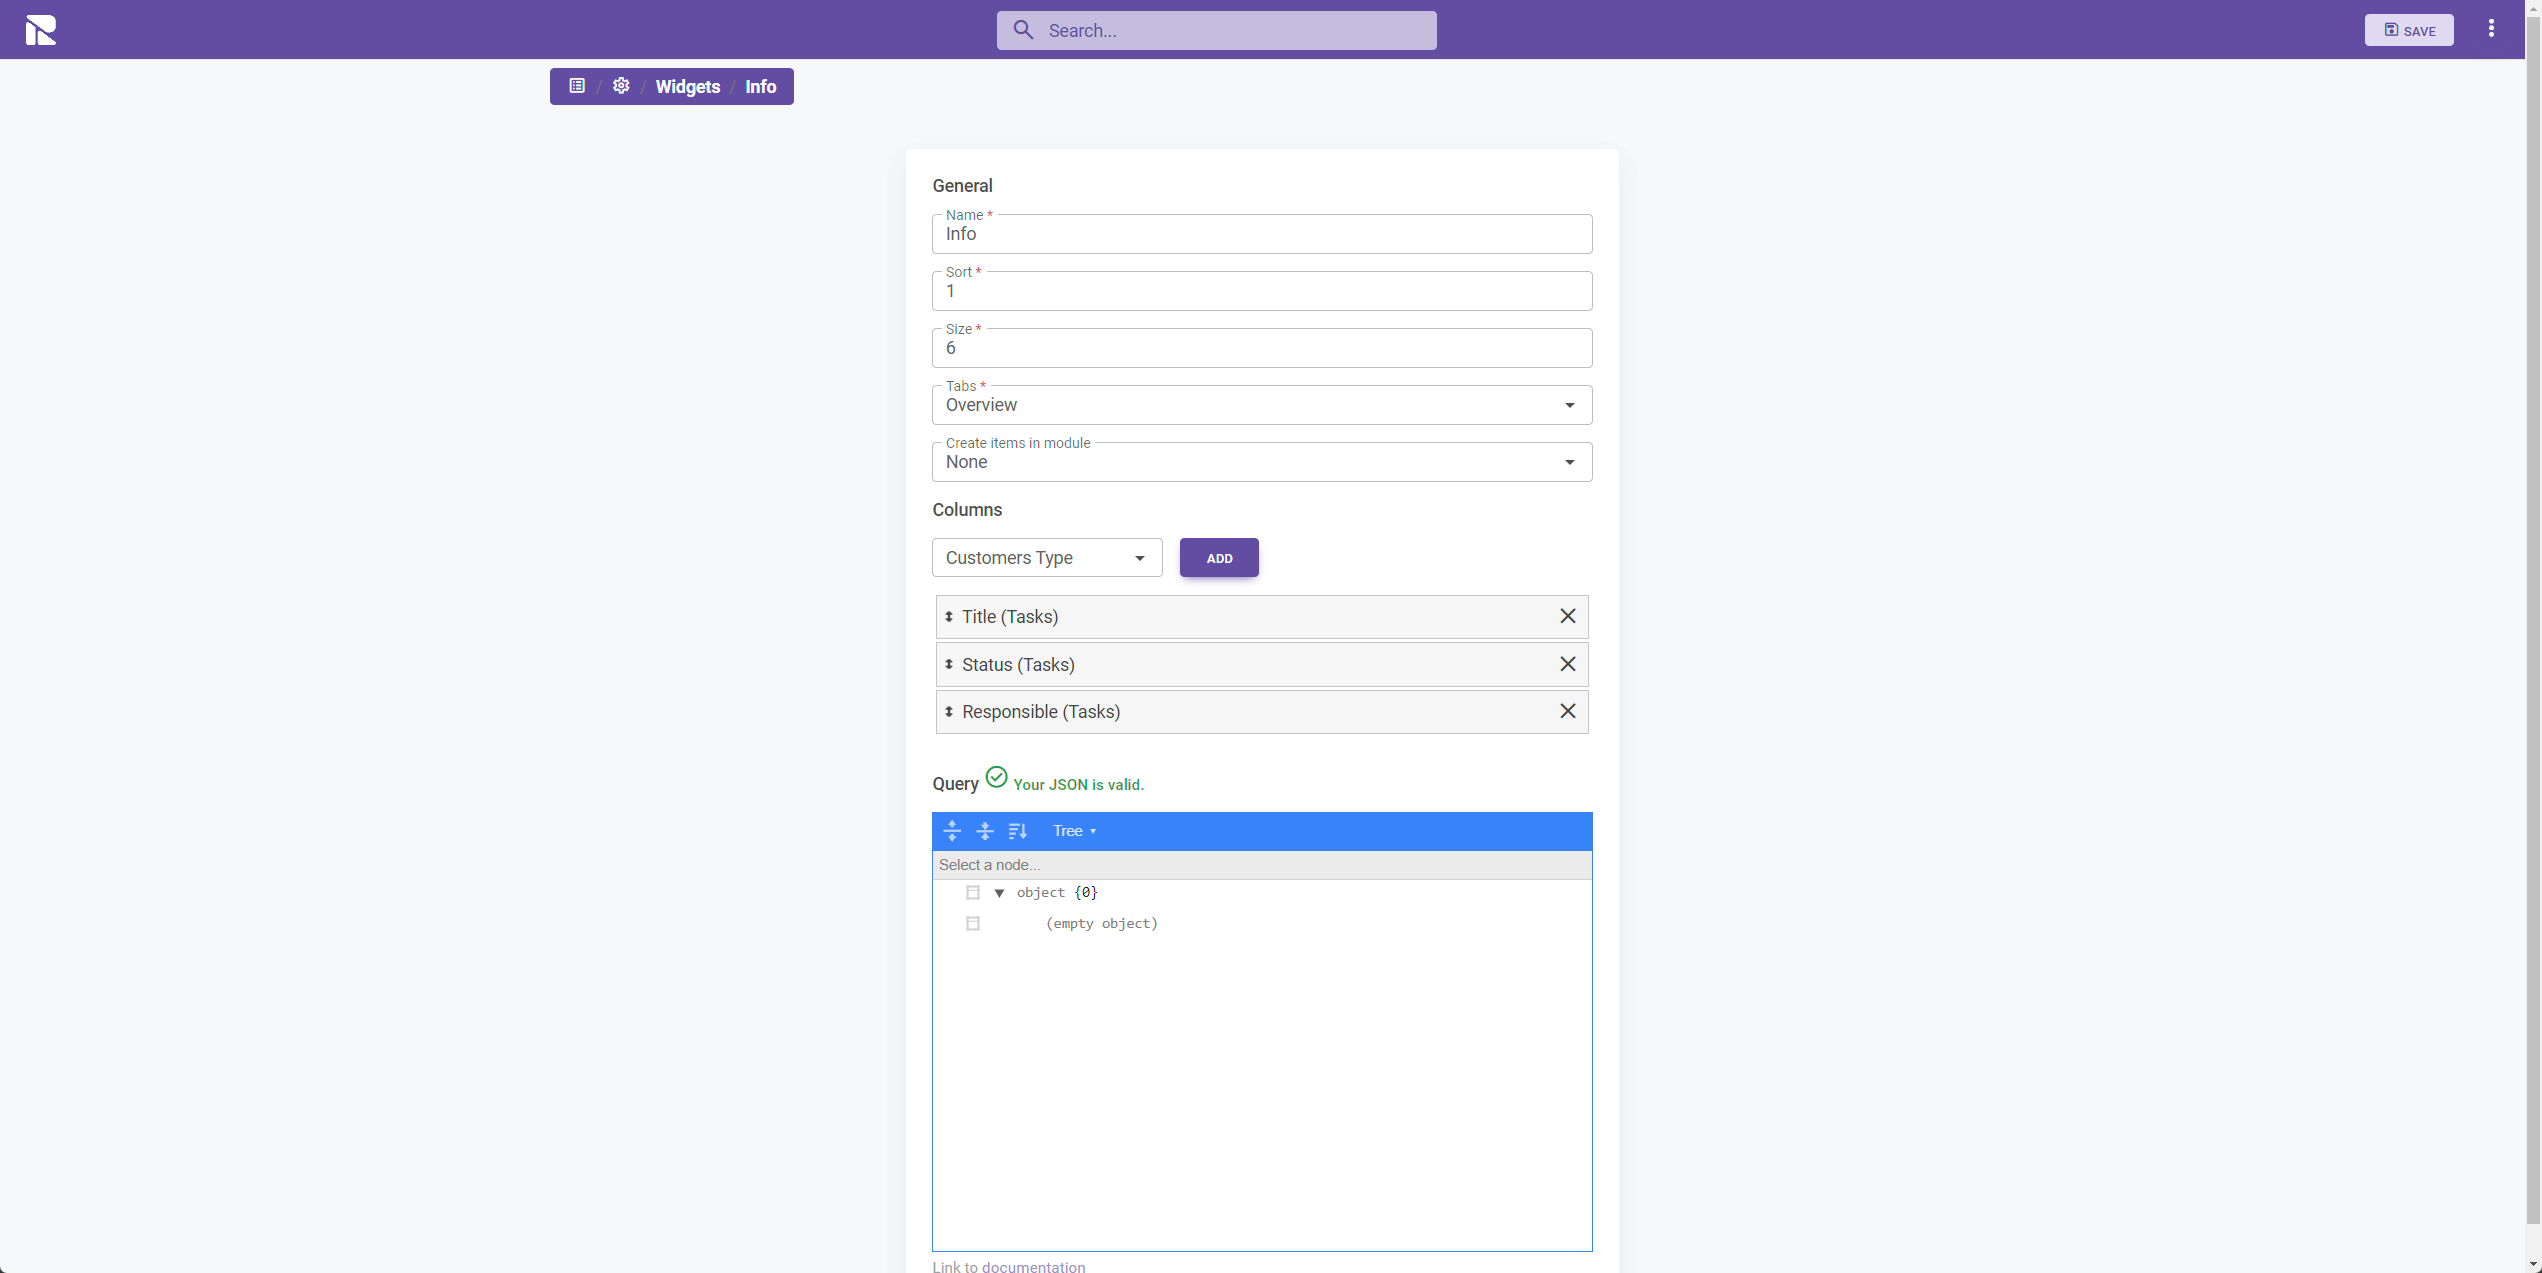 Search...
SAVE
/ / Widgets / Info
General
Name *
Info
Sort *
1
Size *
6
Tabs *
Overview
Create items in module
None
Columns
Customers Type
ADD
Title (Tasks)
Status (Tasks)
Responsible (Tasks)
Query Your JSON is valid.
Tree
Select a node...
object {0}
(empty object)
Link to documentation